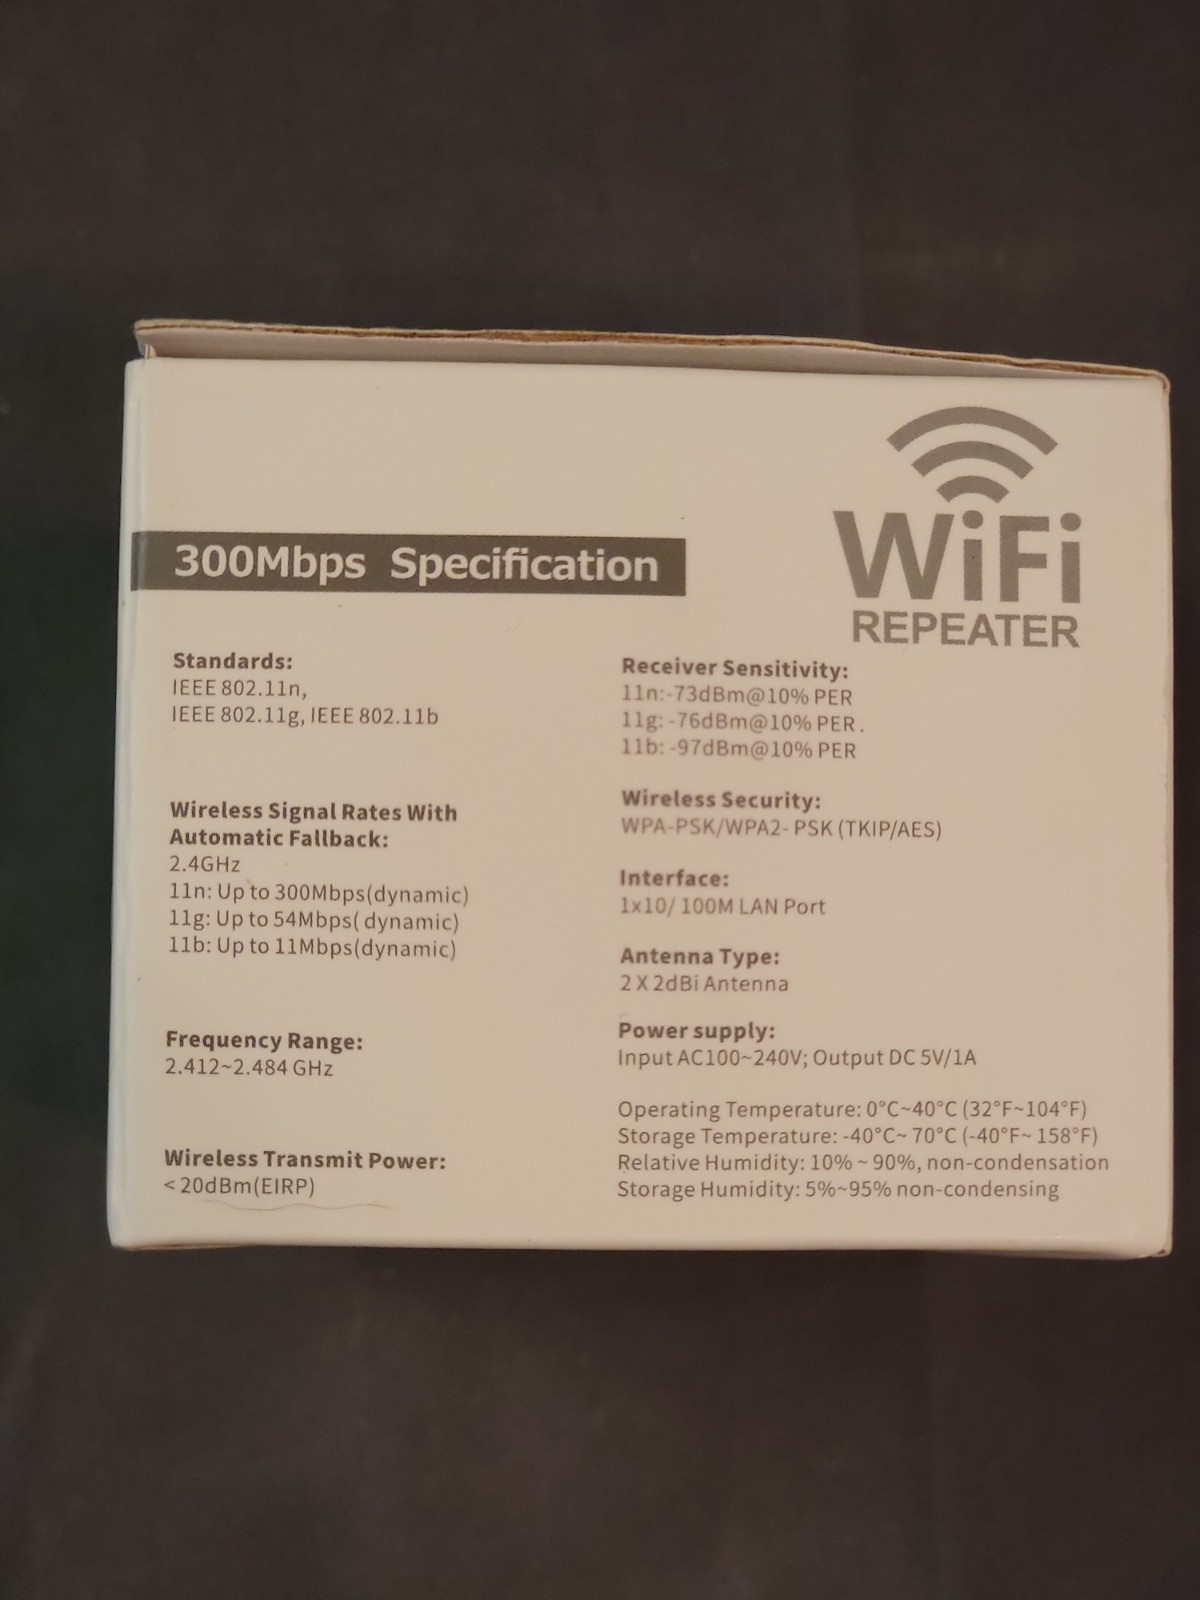 WiFi
REPEATER
300Mbps Specification
Standards:
IEEE 802.11n,
IEEE 802.11g, IEEE 802.11b
Wireless Signal Rates With
Automatic Fallback:
2.4GHz
11n: Up to 300Mbps(dynamic)
11g: Up to 54Mbps( dynamic)
11b: Up to 11Mbps(dynamic)
Frequency Range:
2.412~2.484 GHz
Wireless Transmit Power:
< 20dBm(EIRP)
Receiver Sensitivity:
11n:-73dBm@10% PER
11g: -76dBm@10% PER .
11b: -97dBm@10% PER
Wireless Security:
WPA-PSK/WPA2- PSK (TKIP/AES)
Interface:
1x10/ 100M LAN Port
Antenna Type:
2 X 2dBi Antenna
Power supply:
Input AC100~240V; Output DC 5V/1A
Operating Temperature: 0°C~40°C (32°F~104°F)
Storage Temperature: -40°C~ 70°C (-40°F~ 158°F)
Relative Humidity: 10% ~ 90%, non-condensation
Storage Humidity: 5%~95% non-condensing